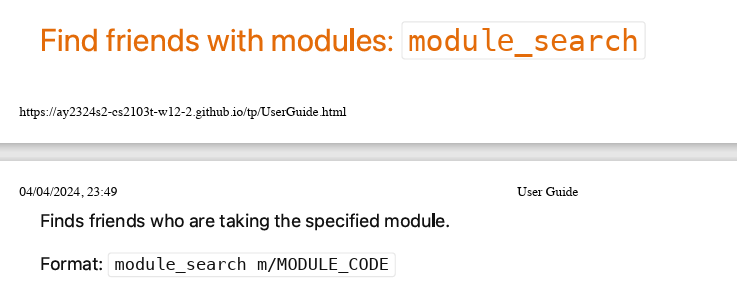 Find friends with modules: module_search
https://ay2324s2-cs2103t-w12-2.github.io/tp/UserGuide.html
04/04/2024, 23:49 User Guide
Finds friends who are taking the specified module.
Format: module_search m/MODULE_CODE